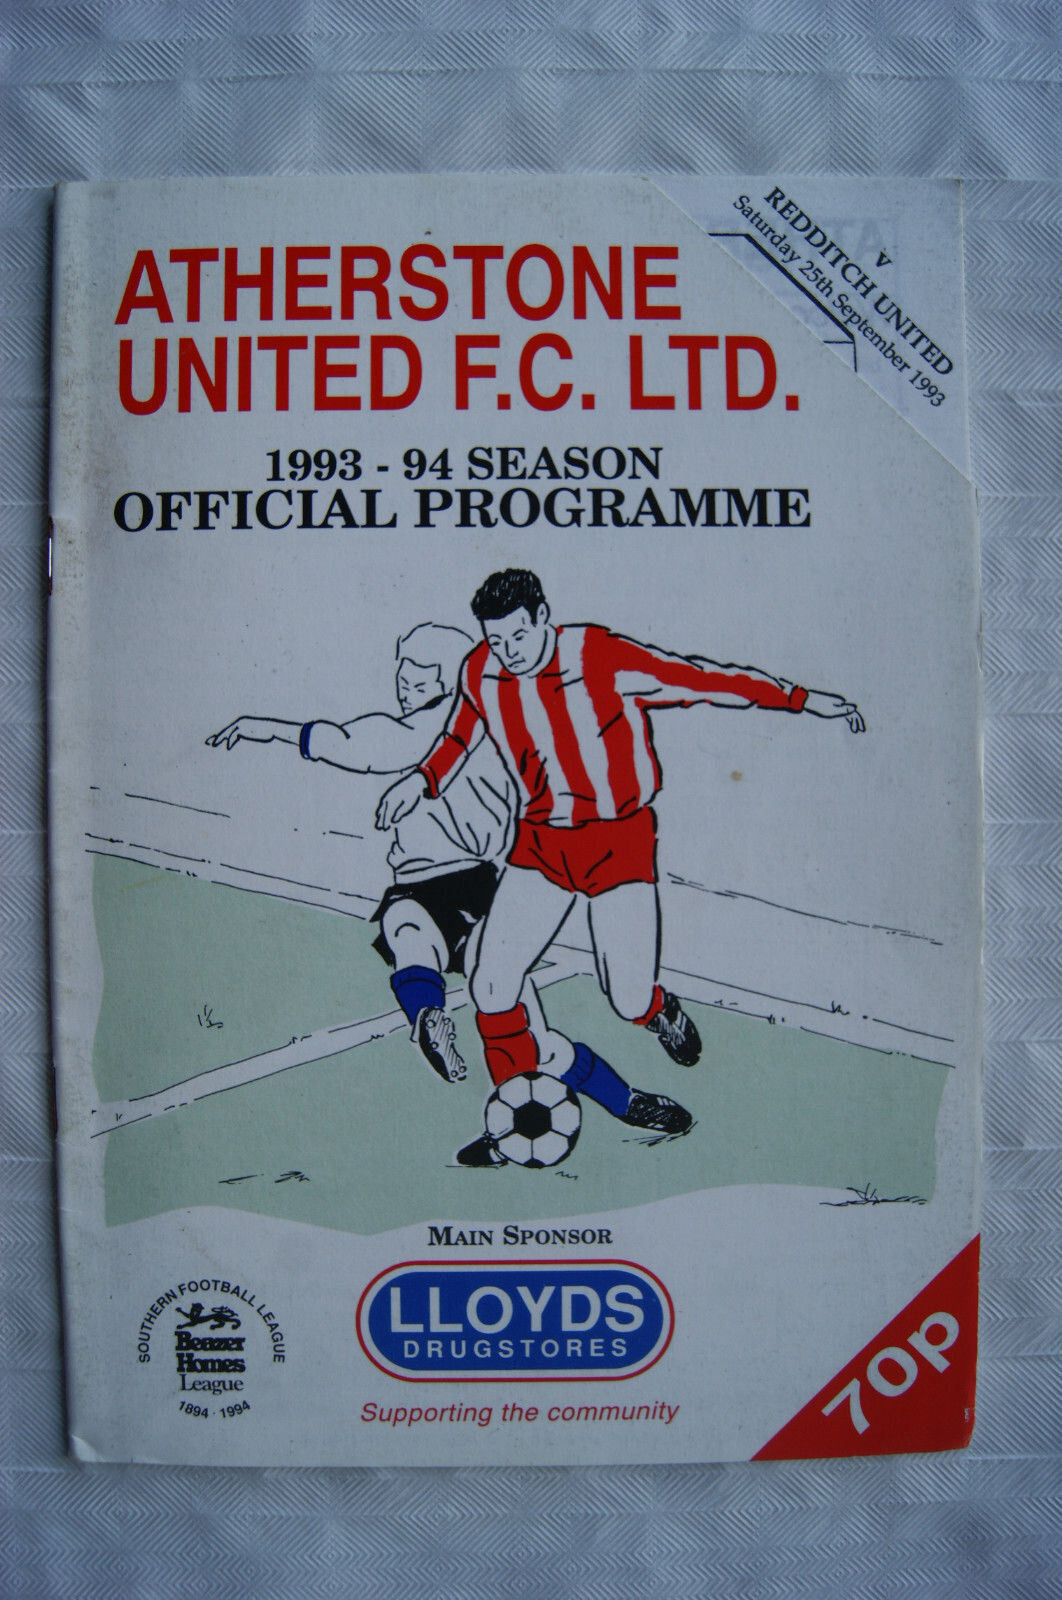 REDDITCH UNITED
v
Saturday 25th September 1993
ATHERSTONE
UNITED F.C. LTD.
1993 - 94 SEASON
OFFICIAL PROGRAMME
MAIN SPONSOR
LLOYDS
DRUGSTORES
Supporting the community
SOUTHERN FOOTBALL LEAGUE
Beazer
Homes
League
1894 · 1994
70p